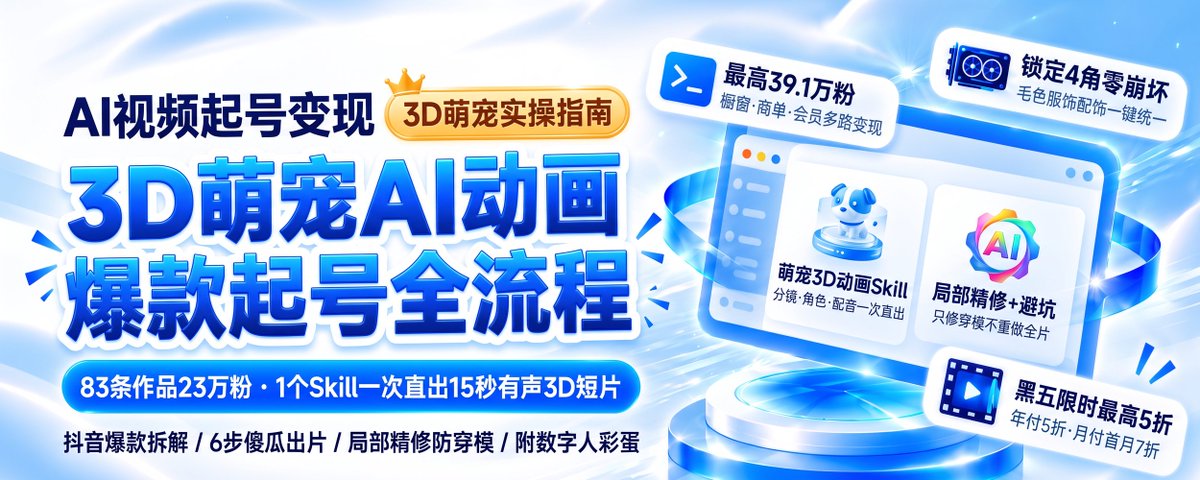 AI视频起号变现
3D萌宠实操指南
3D萌宠AI动画
爆款起号全流程
83条作品23万粉·1个Skill一次直出15秒有声3D短片
抖音爆款拆解 / 6步傻瓜出片 / 局部精修防穿模 / 附数字人彩蛋
最高39.1万粉
橱窗·商单·会员多路变现
锁定4角零崩坏
毛色服饰配饰一键统一
萌宠3D动画Skill
分镜·角色·配音一次直出
AI
局部精修+避坑
只修穿模不重做全片
黑五限时最高5折
年付5折·月付首月7折